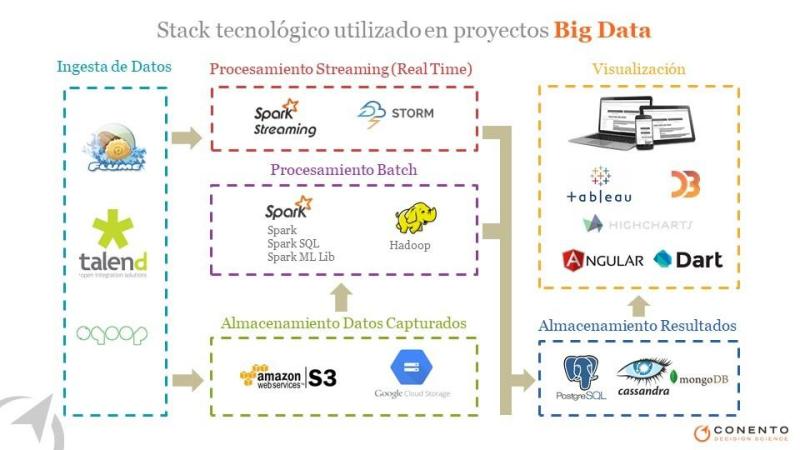 Stack tecnológico utilizado en proyectos Big Data
Ingesta de Datos
Procesamiento Streaming (Real Time)
Visualización
FLUME
talend
*open integration solutions
sqoop
Spark
Streaming
STORM
Procesamiento Batch
Spark
Spark
Spark SQL
Spark ML Lib
Hadoop
Almacenamiento Datos Capturados
amazon
webservices
S3
Google Cloud Storage
+ableau
D3
HIGHCHARTS
ANGULAR
Dart
Almacenamiento Resultados
PostgreSQL
cassandra
mongoDB
CONENTO
DECISION SCIENCE